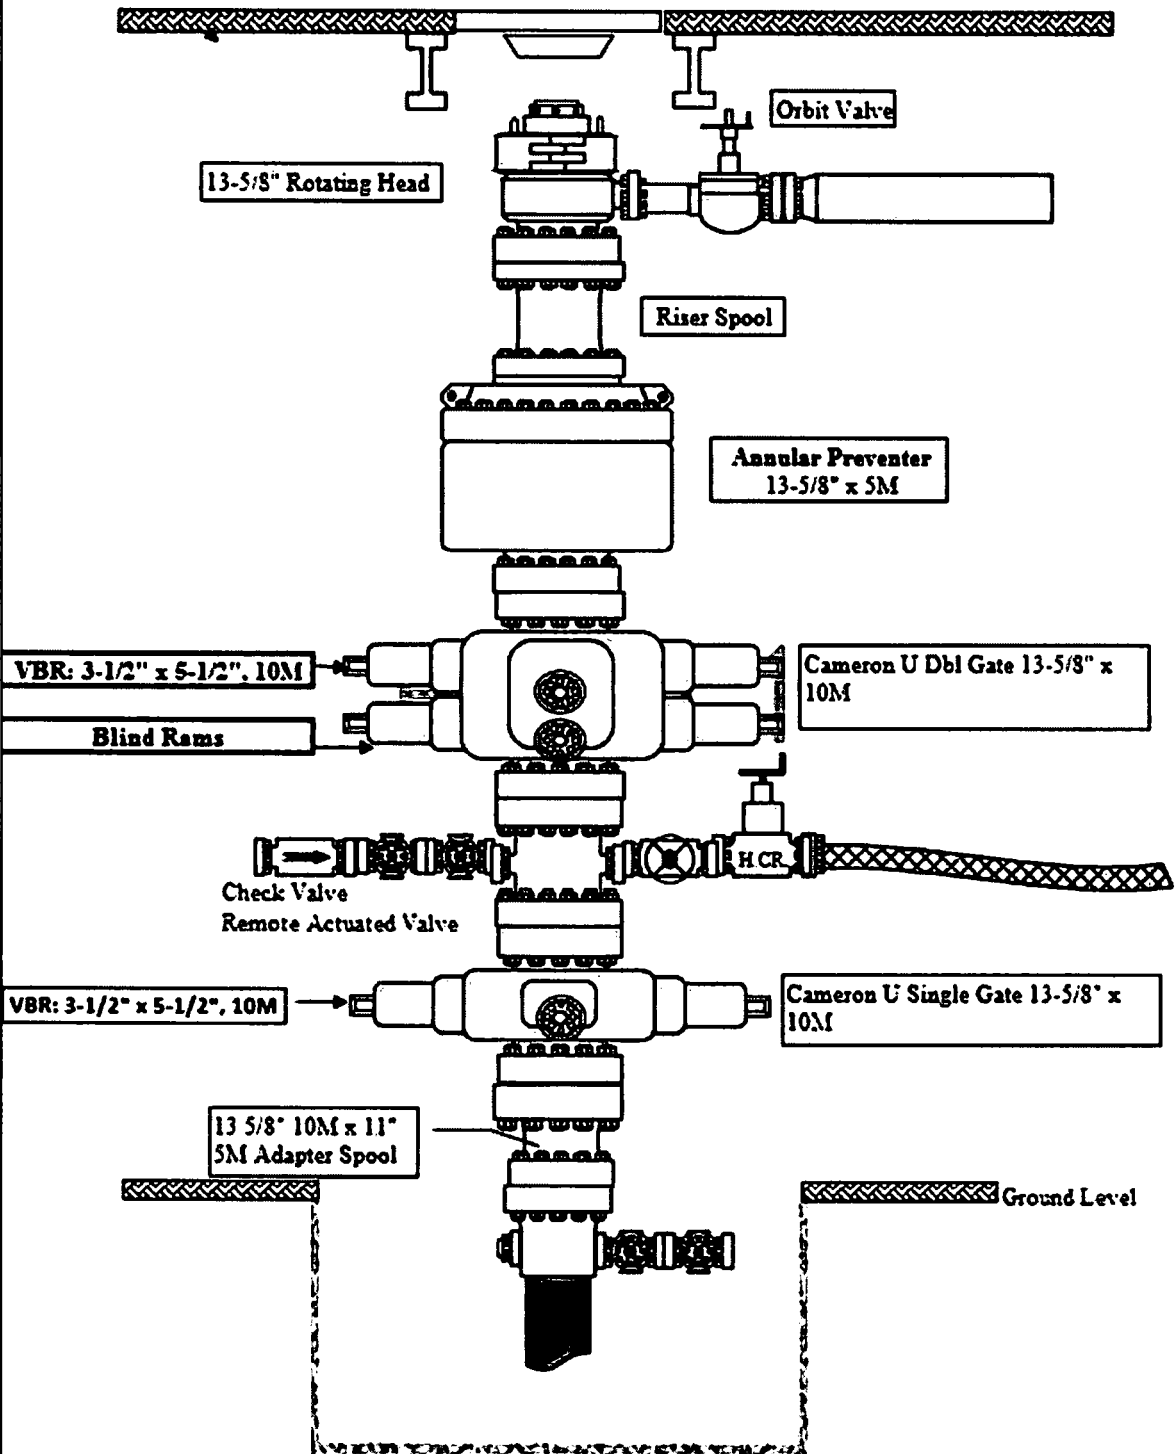 Orbit Valve
13-5/8" Rotating Head
Riser Spool
Annular Preventer
13-5/8" x 5M
VBR: 3-1/2" x 5-1/2", 10M
Cameron U Dbl Gate 13-5/8" x
10M
Blind Rams
H.CR.
Check Valve
Remote Actuated Valve
VBR: 3-1/2" x 5-1/2", 10M
Cameron U Single Gate 13-5/8" x
10M
13 5/8" 10M x 11"
5M Adapter Spool
Ground Level